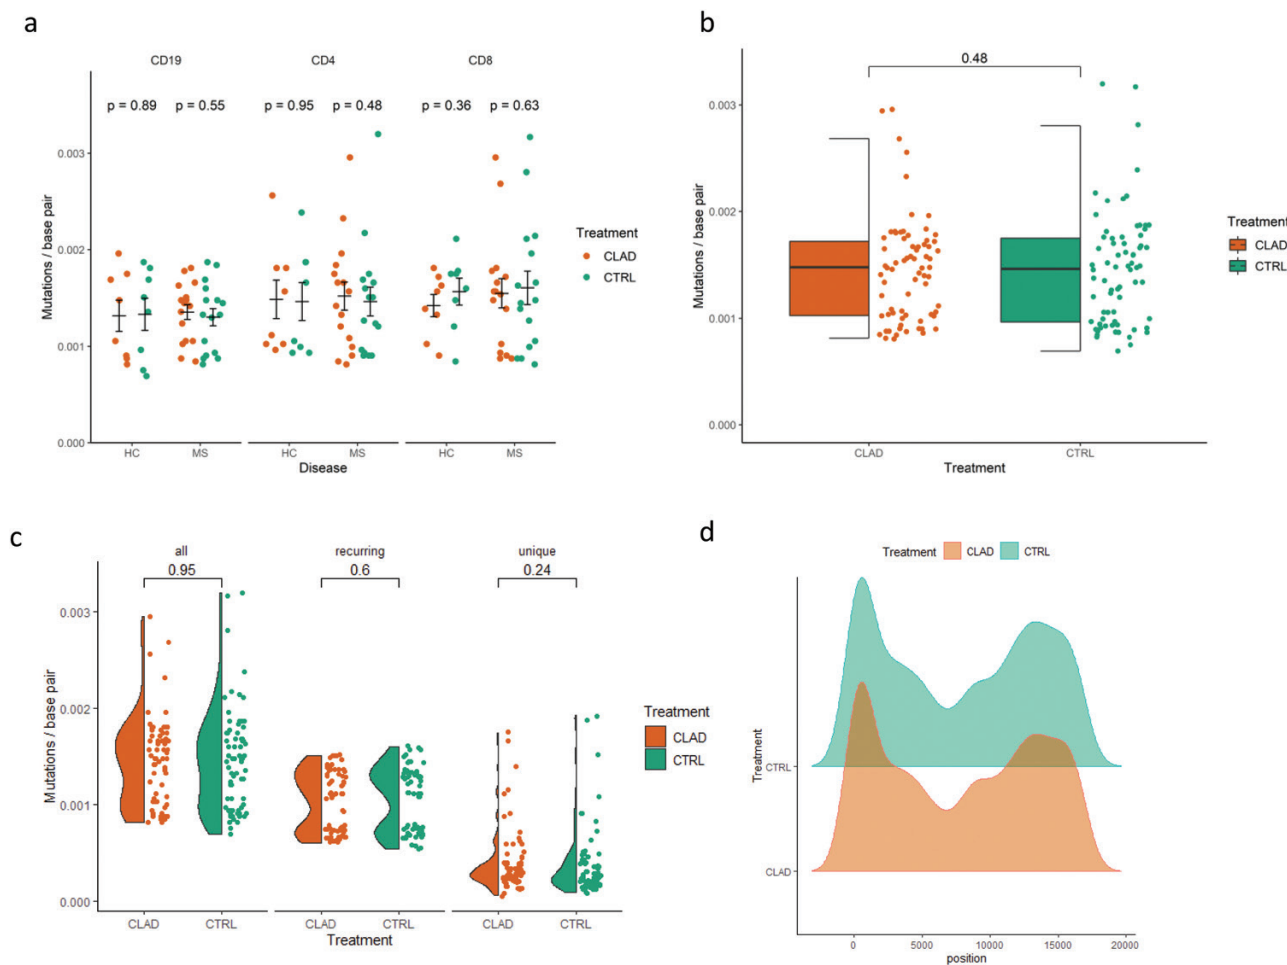 a
CD19 CD4 CD8
p = 0.89 p = 0.55 p = 0.95 p = 0.48 p = 0.36 p = 0.63
0.003
0.002
0.001
0.000
Mutations / base pair
HC MS HC MS HC MS
Disease
Treatment
CLAD
CTRL
b
0.48
0.003
0.002
0.001
0.000
Mutations / base pair
CLAD CTRL
Treatment
Treatment
CLAD
CTRL
c
all recurring unique
0.95 0.6 0.24
0.003
0.002
0.001
0.000
Mutations / base pair
CLAD CTRL CLAD CTRL CLAD CTRL
Treatment
Treatment
CLAD
CTRL
d
Treatment CLAD CTRL
Treatment
CTRL
CLAD
0 5000 10000 15000 20000
position